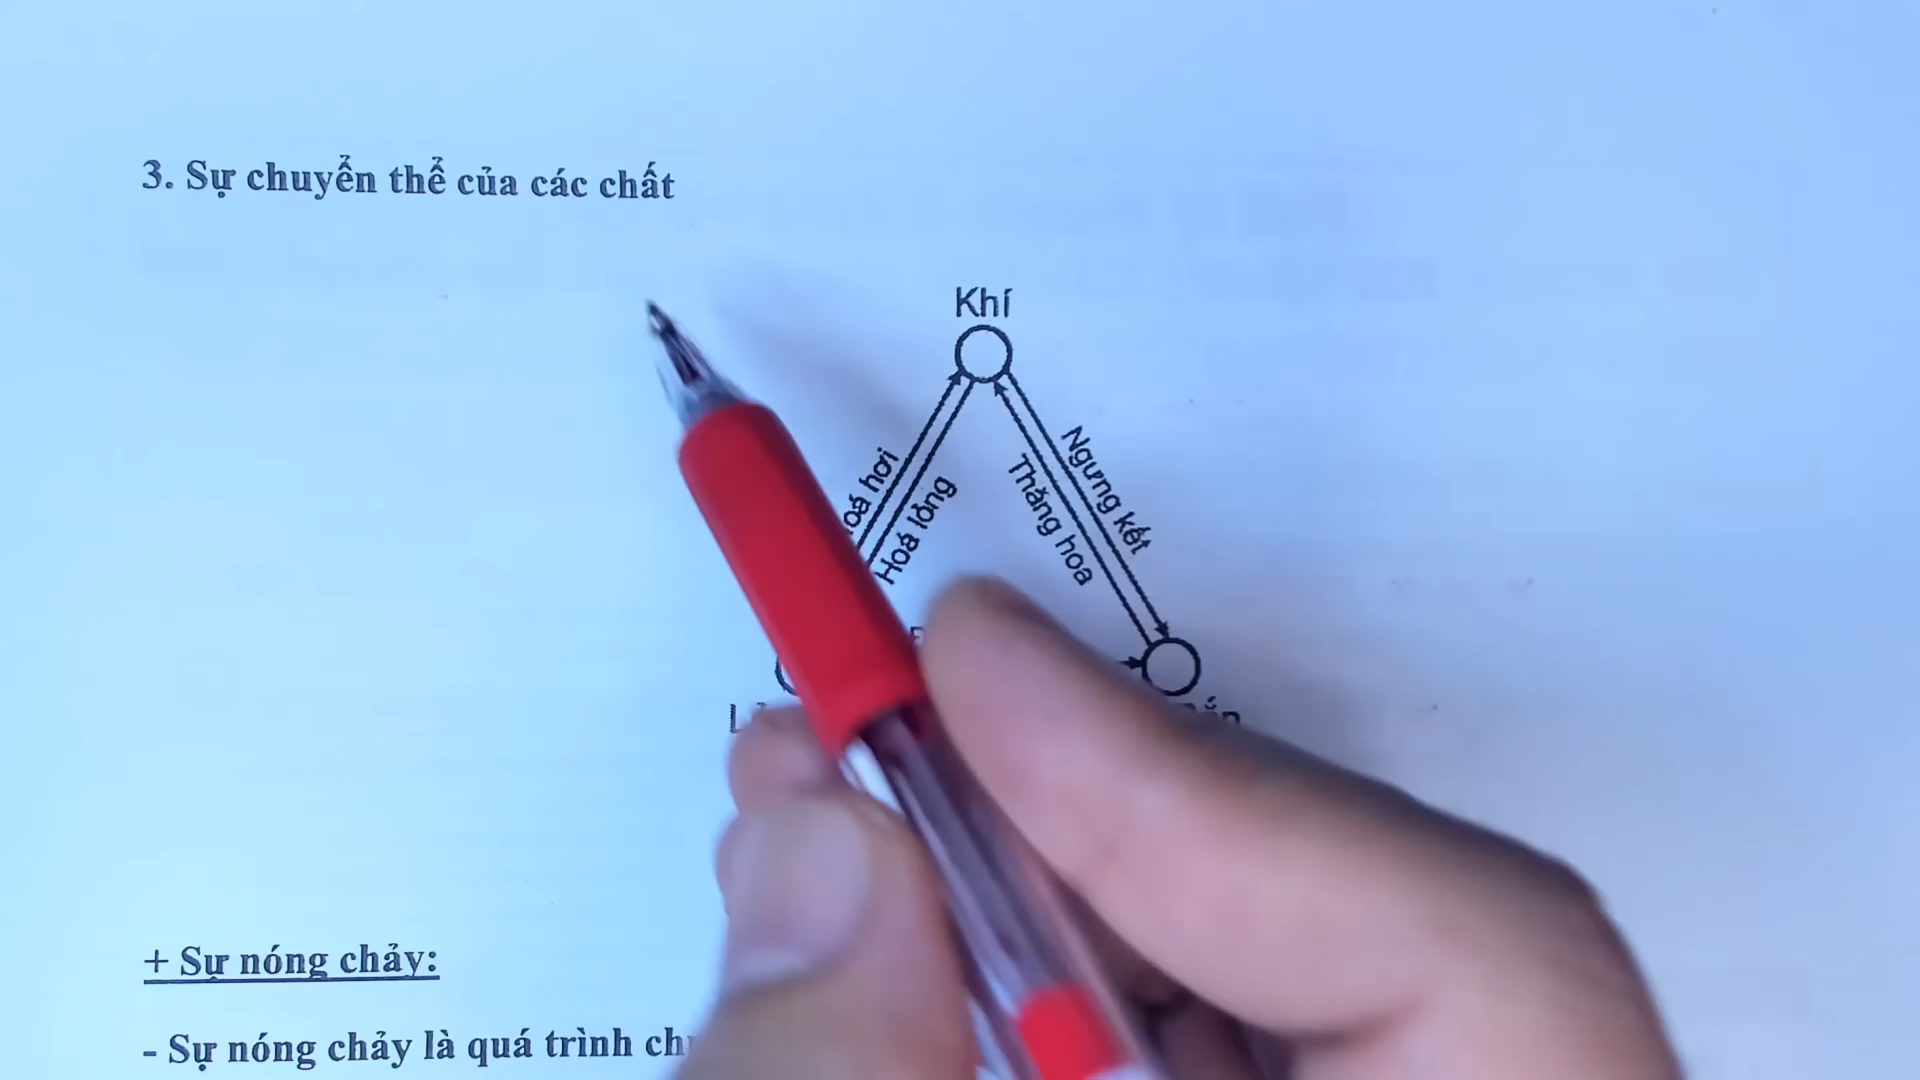 3. Sự chuyển thể của các chất
Khí
Hoá lỏng
Thăng hoa
Ngưng kết
+ Sự nóng chảy:
- Sự nóng chảy là quá trình